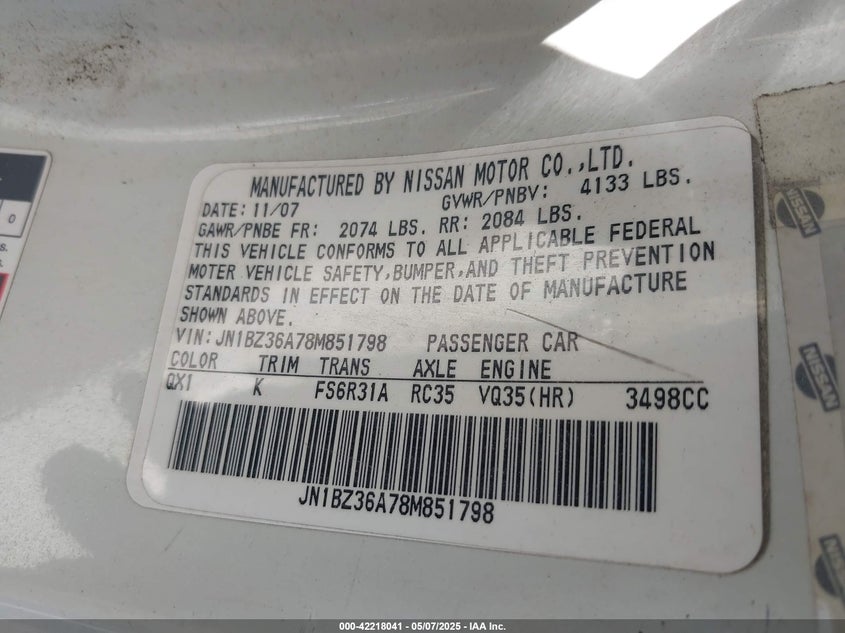 MANUFACTURED BY NISSAN MOTOR CO.,LTD.
DATE: 11/07 GVWR/PNBV: 4133 LBS.
GAWR/PNBE FR: 2074 LBS. RR: 2084 LBS.
THIS VEHICLE CONFORMS TO ALL APPLICABLE FEDERAL
MOTER VEHICLE SAFETY,BUMPER,AND THEFT PREVENTION
STANDARDS IN EFFECT ON THE DATE OF MANUFACTURE
SHOWN ABOVE.
VIN: JN1BZ36A78M851798 PASSENGER CAR
COLOR TRIM TRANS AXLE ENGINE
QX1 K FS6R31A RC35 VQ35(HR) 3498CC
JN1BZ36A78M851798
0
S.
S.
NISSAN
NISSAN
NISSAN
000-42218041 — 05/07/2025 — IAA Inc.